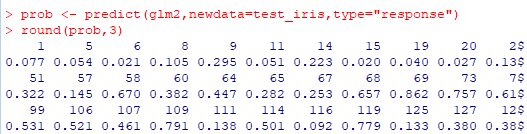 > prob <- predict(glm2,newdata=test_iris,type="response")
> round(prob,3)
1 5 6 8 9 11 14 15 19 20 2$
0.077 0.054 0.021 0.105 0.295 0.051 0.223 0.020 0.040 0.027 0.13$
51 57 58 60 64 65 67 68 69 73 7$
0.322 0.145 0.670 0.382 0.447 0.282 0.253 0.657 0.862 0.757 0.61$
99 106 107 109 111 114 116 119 125 127 12$
0.531 0.521 0.461 0.791 0.138 0.501 0.092 0.779 0.133 0.380 0.38$